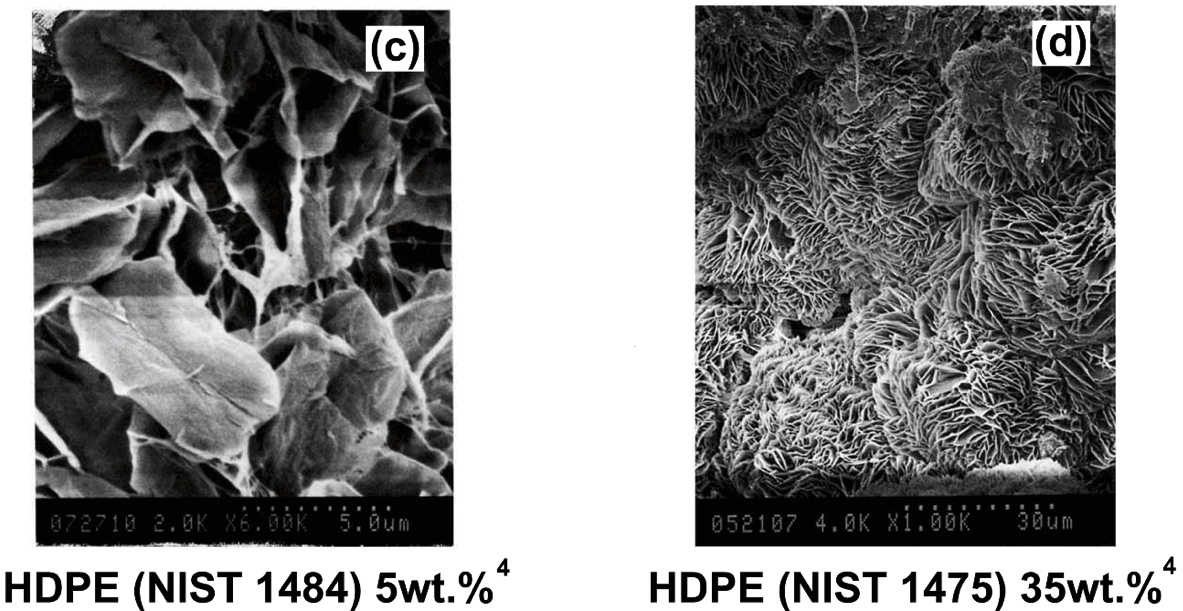 (c)
(d)
072710 2.0K X6.00K 5.0um
052107 4.0K X1.00K 30um
HDPE (NIST 1484) 5wt.%4
HDPE (NIST 1475) 35wt.%4